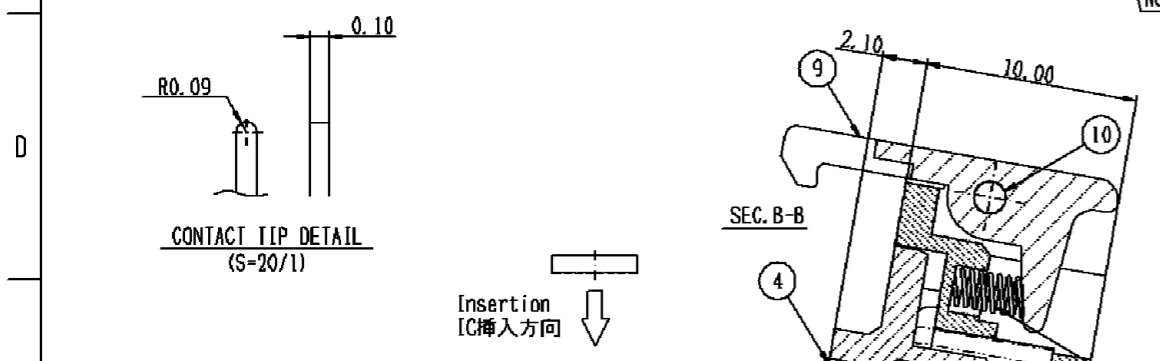 0.10
R0.09
D
CONTACT TIP DETAIL
(S=20/1)
Insertion
IC挿入方向
2.10
10.00
9
10
SEC.B-B
4